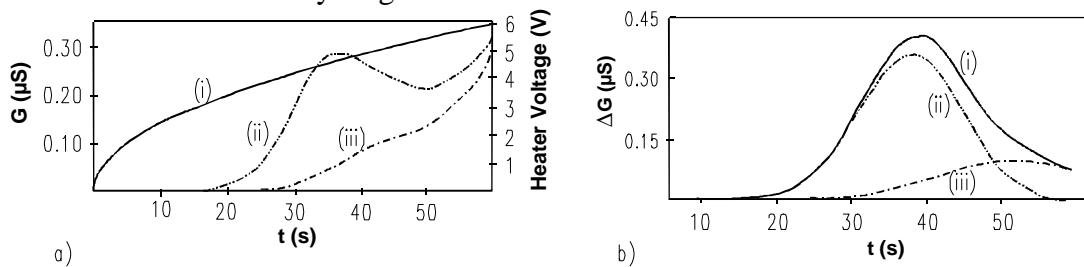 0.30
0.20
0.10
G (µS)
(i)
(ii)
(iii)
6
5
4
3
2
1
Heater Voltage (V)
10 20 30 40 50
t (s)
a)
0.45
0.30
0.15
ΔG (µS)
(i)
(ii)
(iii)
10 20 30 40 50
t (s)
b)